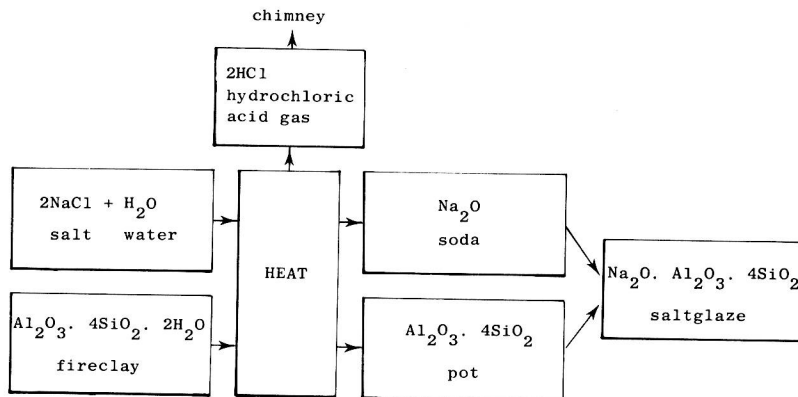 chimney
2HCl
hydrochloric
acid gas
2NaCl + H₂O
salt water
HEAT
Na₂O
soda
Al₂O₃. 4SiO₂. 2H₂O
fireclay
Al₂O₃. 4SiO₂
pot
Na₂O. Al₂O₃. 4SiO₂
saltglaze